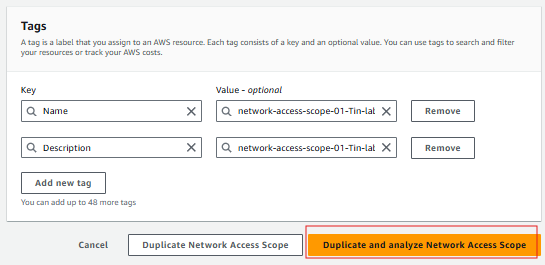 Tags
A tag is a label that you assign to an AWS resource. Each tag consists of a key and an optional value. You can use tags to search and filter
your resources or track your AWS costs.
Key Value - optional
Name network-access-scope-01-Tin-lab Remove
Description network-access-scope-01-Tin-lab Remove
Add new tag
You can add up to 48 more tags
Cancel Duplicate Network Access Scope Duplicate and analyze Network Access Scope